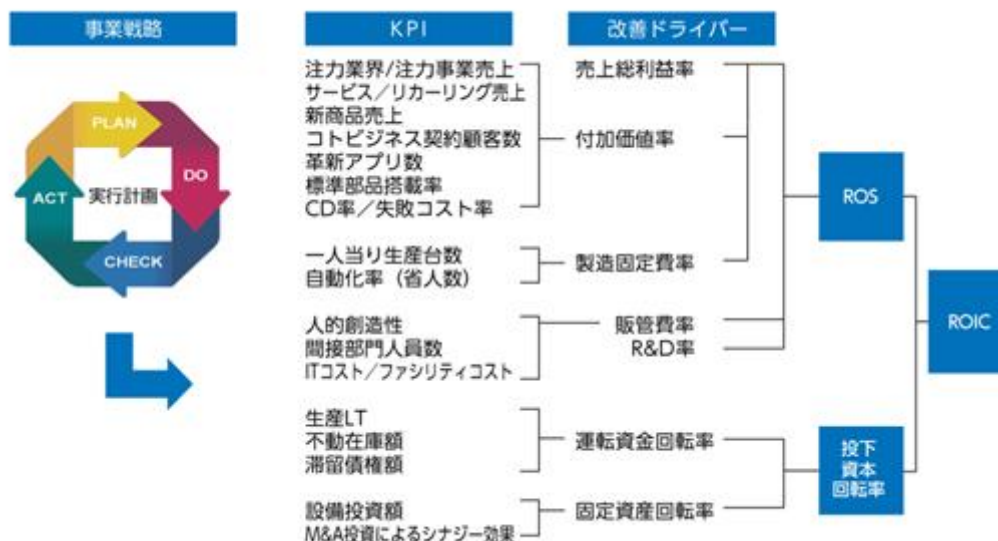 事業戦略
PLAN
DO
CHECK
ACT
実行計画
KPI
注力業界/注力事業売上
サービス／リカーリング売上
新商品売上
コトビジネス契約顧客数
革新アプリ数
標準部品搭載率
CD率／失敗コスト率
一人当り生産台数
自動化率（省人数）
人的創造性
間接部門人員数
ITコスト／ファシリティコスト
生産LT
不動在庫額
滞留債権額
設備投資額
M&A投資によるシナジー効果
改善ドライバー
売上総利益率
付加価値率
製造固定費率
販管費率
R&D率
運転資金回転率
固定資産回転率
ROS
投下
資本
回転率
ROIC